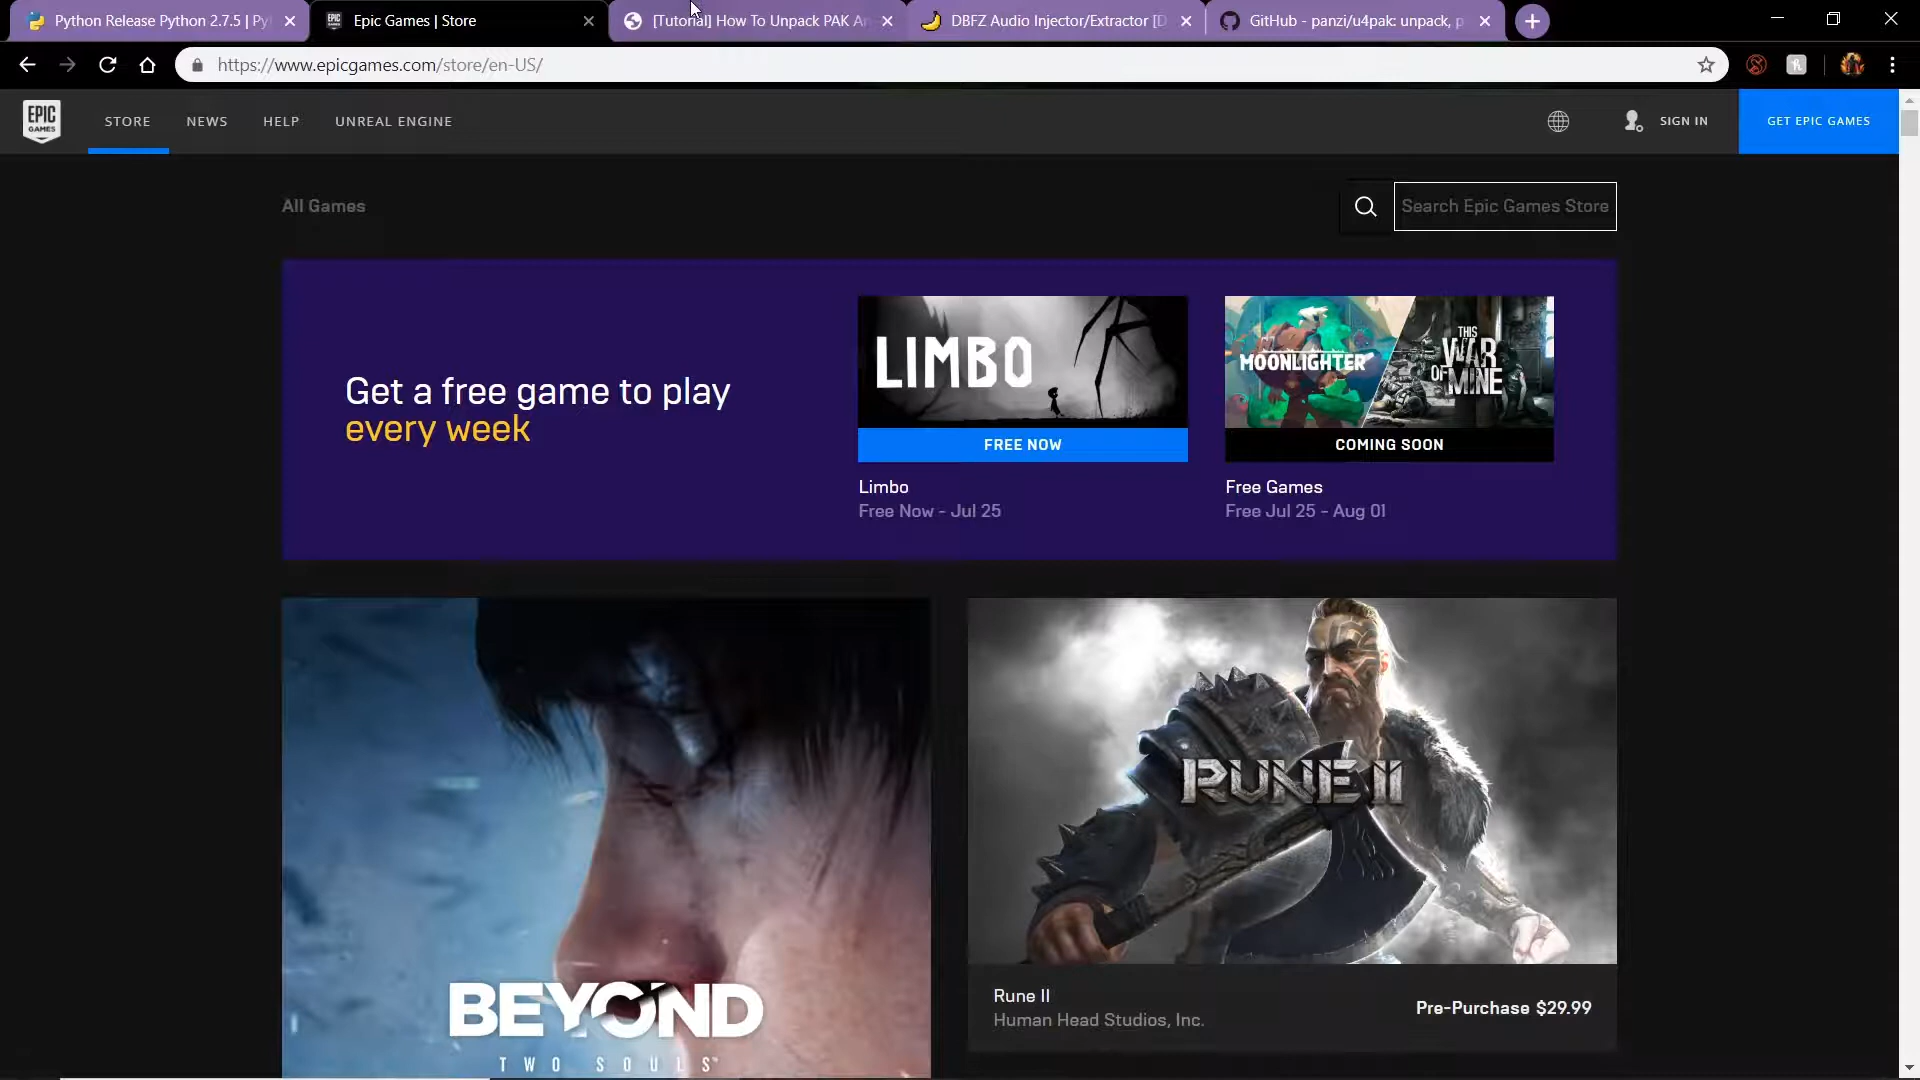 Python Release Python 2.7.5 | Py
Epic Games | Store
[Tutorial] How To Unpack PAK An
DBFZ Audio Injector/Extractor [D
GitHub - panzi/u4pak: unpack, p
https://www.epicgames.com/store/en-US/
EPIC
GAMES
STORE
NEWS
HELP
UNREAL ENGINE
SIGN IN
GET EPIC GAMES
All Games
Search Epic Games Store
Get a free game to play
every week
LIMBO
FREE NOW
Limbo
Free Now - Jul 25
MOONLIGHTER
THIS
WAR
OF MINE
COMING SOON
Free Games
Free Jul 25 - Aug 01
BEYOND
TWO SOULS™
RUNE II
Rune II
Human Head Studios, Inc.
Pre-Purchase $29.99